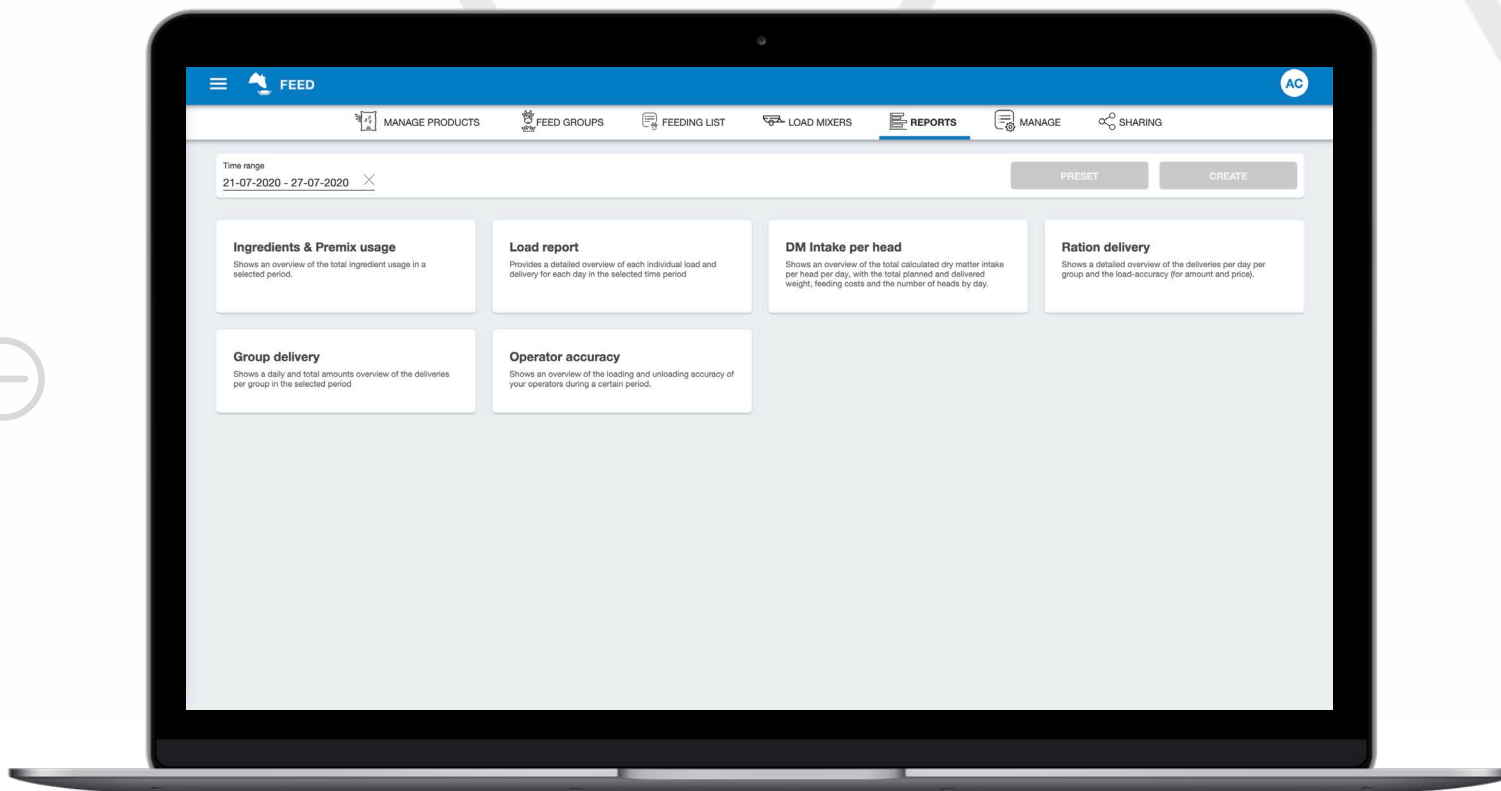 FEED
AC
MANAGE PRODUCTS
FEED GROUPS
FEEDING LIST
LOAD MIXERS
REPORTS
MANAGE
SHARING
Time range
21-07-2020 - 27-07-2020
PRESET
CREATE
Ingredients & Premix usage
Shows an overview of the total ingredient usage in a
selected period.
Load report
Provides a detailed overview of each individual load and
delivery for each day in the selected time period
DM Intake per head
Shows an overview of the total calculated dry matter intake
per head per day, with the total planned and delivered
weight, feeding costs and the number of heads by day.
Ration delivery
Shows a detailed overview of the deliveries per day per
group and the load-accuracy (for amount and price).
Group delivery
Shows a daily and total amounts overview of the deliveries
per group in the selected period
Operator accuracy
Shows an overview of the loading and unloading accuracy of
your operators during a certain period.